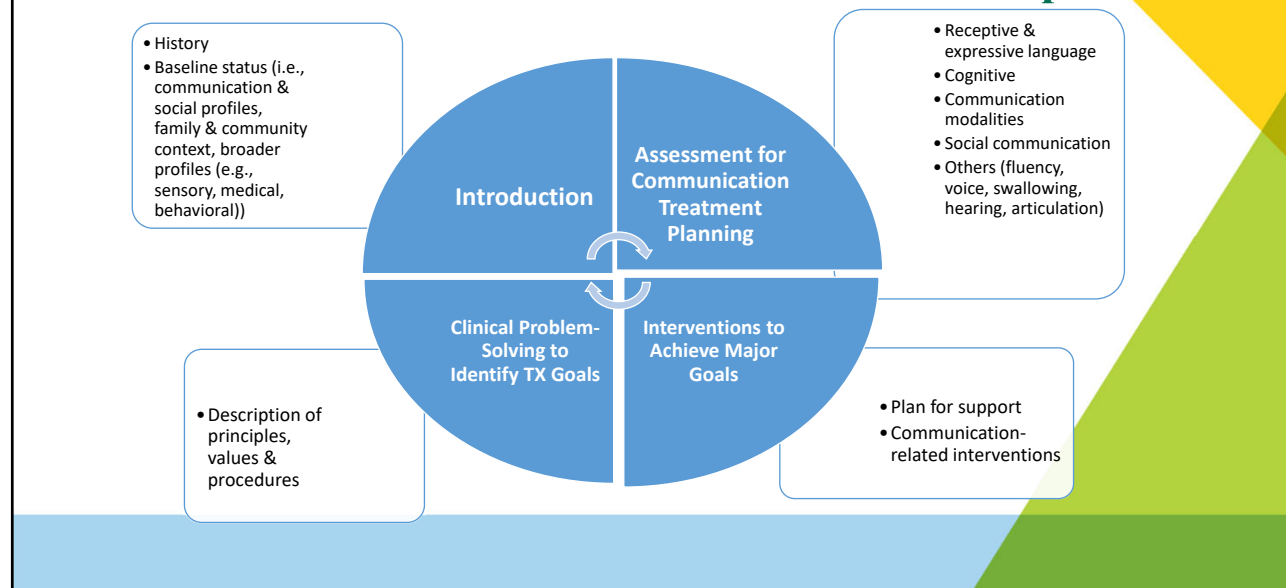 • History
• Baseline status (i.e.,
communication &
social profiles,
family & community
context, broader
profiles (e.g.,
sensory, medical,
behavioral))
Introduction
Assessment for
Communication
Treatment
Planning
• Receptive &
expressive language
• Cognitive
• Communication
modalities
• Social communication
• Others (fluency,
voice, swallowing,
hearing, articulation)
Clinical Problem-
Solving to
Identify TX Goals
Interventions to
Achieve Major
Goals
• Description of
principles,
values &
procedures
• Plan for support
• Communication-
related interventions